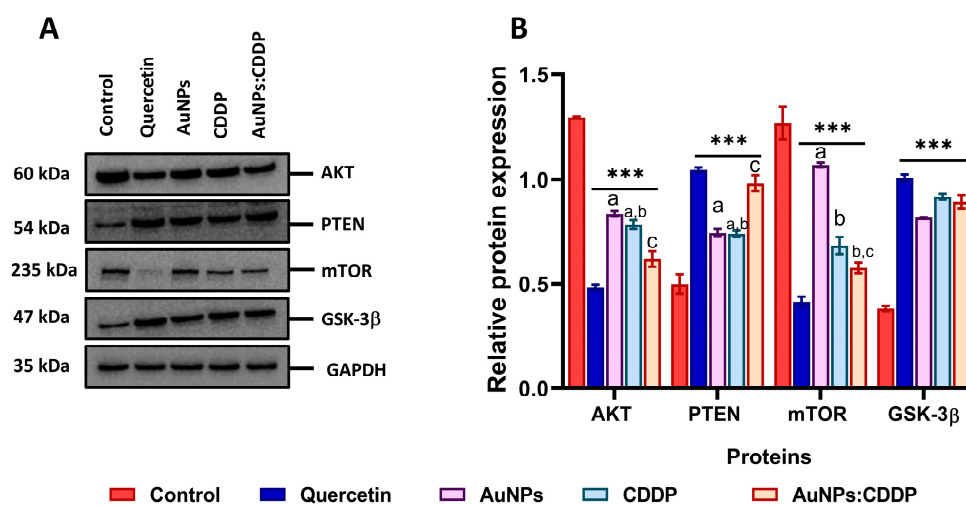 A
Control
Quercetin
AuNPs
CDDP
AuNPs:CDDP
60 kDa
AKT
54 kDa
PTEN
235 kDa
mTOR
47 kDa
GSK-3β
35 kDa
GAPDH
B
Relative protein expression
1.5
1.0
0.5
0.0
***
a
a,b
c
***
a
a,b
c
***
a
b
b,c
***
AKT
PTEN
mTOR
GSK-3β
Proteins
Control
Quercetin
AuNPs
CDDP
AuNPs:CDDP